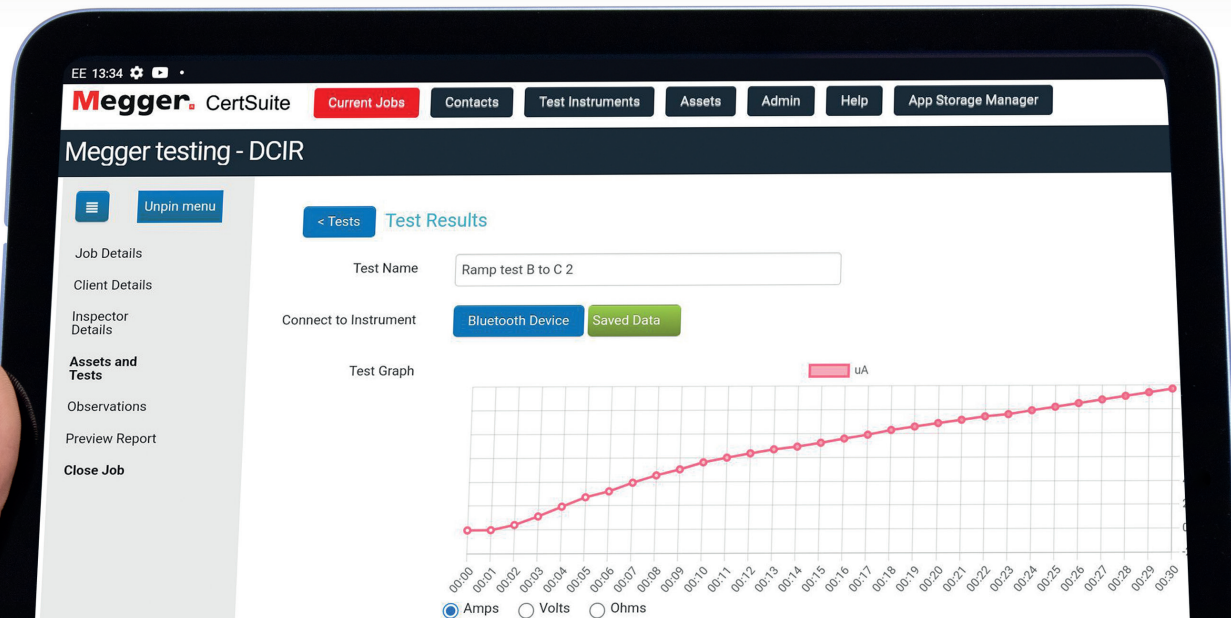 EE 13:34
Megger. CertSuite Current Jobs Contacts Test Instruments Assets Admin Help App Storage Manager
Megger testing - DCIR
Unpin menu
< Tests Test Results
Job Details
Test Name Ramp test B to C 2
Client Details
Inspector
Details
Connect to Instrument Bluetooth Device Saved Data
Assets and
Tests
Test Graph uA
Observations
Preview Report
Close Job
00:00 00:01 00:02 00:03 00:04 00:05 00:06 00:07 00:08 00:09 00:10 00:11 00:12 00:13 00:14 00:15 00:16 00:17 00:18 00:19 00:20 00:21 00:22 00:23 00:24 00:25 00:26 00:27 00:28 00:29 00:30
Amps Volts Ohms